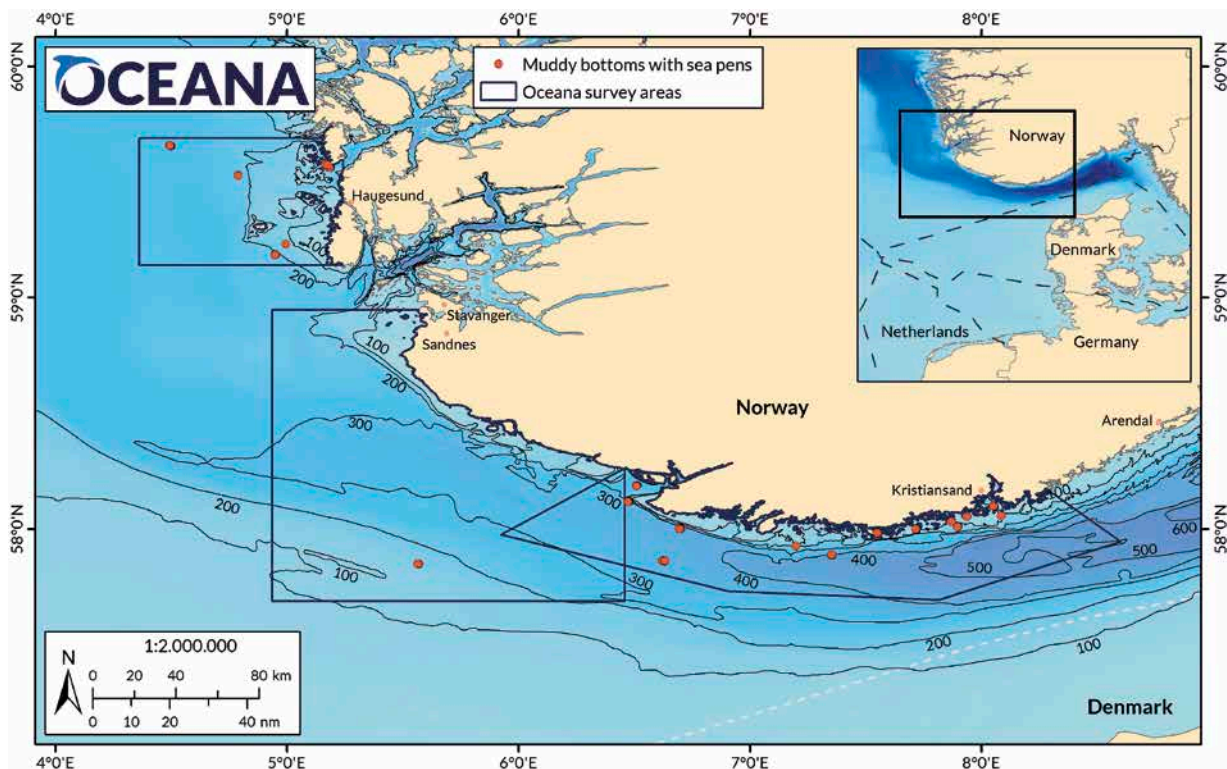 4°0'E 5°0'E 6°0'E 7°0'E 8°0'E
60°0'N
60°0'N
OCEANA
Muddy bottoms with sea pens
Oceana survey areas
Norway
Denmark
Netherlands
Germany
Haugesund
100
200
59°0'N
59°0'N
Stavanger
Sandnes
100
200
300
Norway
Arendal
Kristiansand
100
300
200
58°0'N
58°0'N
600
500
400
500
400
300
100
200
100
1:2.000.000
N
0 20 40 80 km
0 10 20 40 nm
Denmark
4°0'E 5°0'E 6°0'E 7°0'E 8°0'E